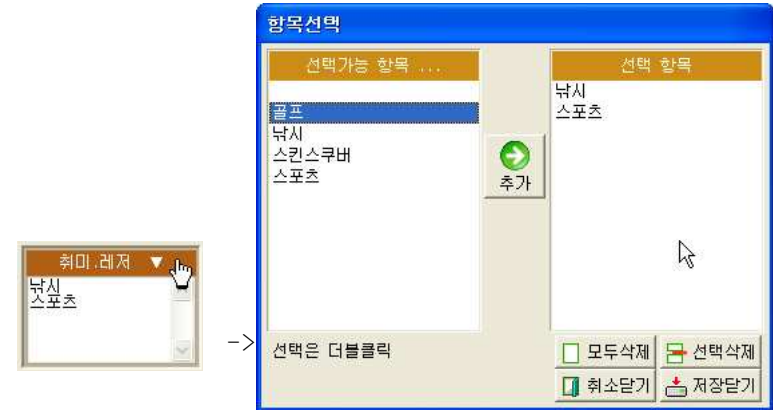 항목선택
선택가능 항목 ...
골프
낚시
스킨스쿠버
스포츠
추가
선택 항목
낚시
스포츠
취미.레저 ▼
낚시
스포츠
->
선택은 더블클릭
모두삭제 선택삭제
취소닫기 저장닫기